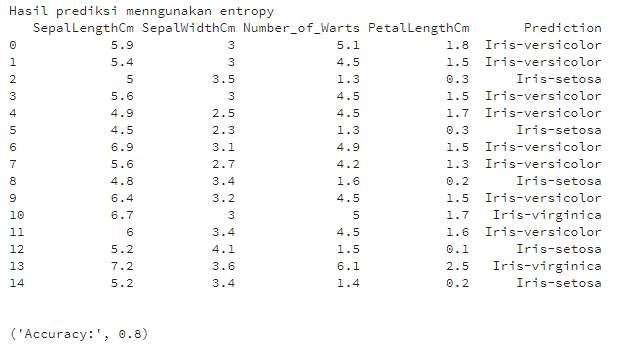 Hasil prediksi menngunakan entropy
SepalLengthCm SepalWidthCm Number_of_Warts PetalLengthCm Prediction
0 5.9 3 5.1 1.8 Iris-versicolor
1 5.4 3 4.5 1.5 Iris-versicolor
2 5 3.5 1.3 0.3 Iris-setosa
3 5.6 3 4.5 1.5 Iris-versicolor
4 4.9 2.5 4.5 1.7 Iris-versicolor
5 4.5 2.3 1.3 0.3 Iris-setosa
6 6.9 3.1 4.9 1.5 Iris-versicolor
7 5.6 2.7 4.2 1.3 Iris-versicolor
8 4.8 3.4 1.6 0.2 Iris-setosa
9 6.4 3.2 4.5 1.5 Iris-versicolor
10 6.7 3 5 1.7 Iris-virginica
11 6 3.4 4.5 1.6 Iris-versicolor
12 5.2 4.1 1.5 0.1 Iris-setosa
13 7.2 3.6 6.1 2.5 Iris-virginica
14 5.2 3.4 1.4 0.2 Iris-setosa
('Accuracy:', 0.8)